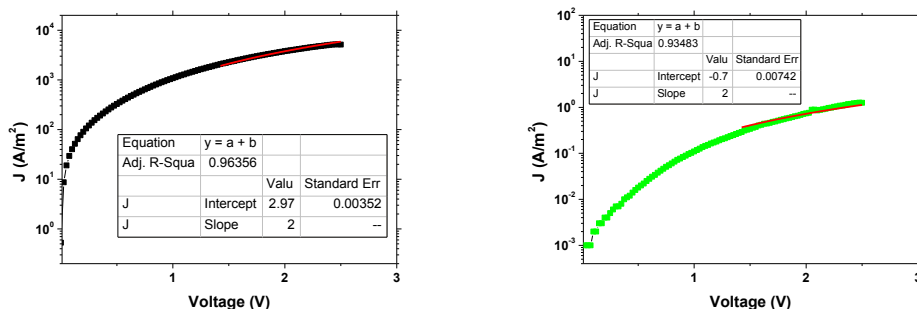 10⁴
10³
10²
10¹
10⁰
J (A/m²)
Equation y = a + b
Adj. R-Squa 0.96356
Valu Standard Err
J Intercept 2.97 0.00352
J Slope 2 --
1 2 3
Voltage (V)
10²
10¹
10⁰
10⁻¹
10⁻²
10⁻³
J (A/m²)
Equation y = a + b
Adj. R-Squa 0.93483
Valu Standard Err
J Intercept -0.7 0.00742
J Slope 2 --
1 2 3
Voltage (V)